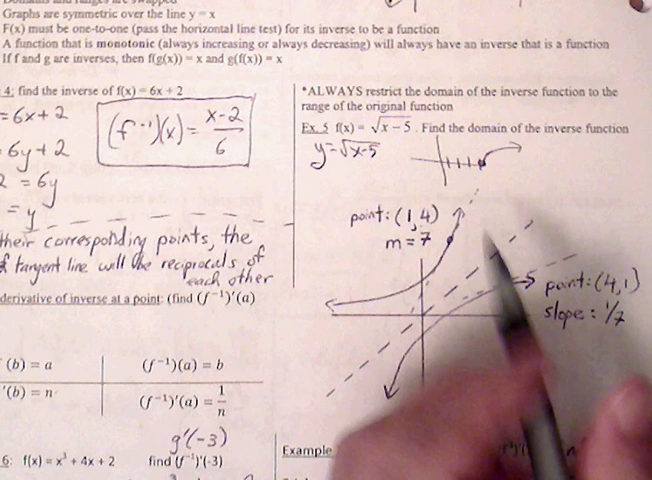 Domains and ranges are swapped
Graphs are symmetric over the line y = x
F(x) must be one-to-one (pass the horizontal line test) for its inverse to be a function
A function that is monotonic (always increasing or always decreasing) will always have an inverse that is a function
If f and g are inverses, then f(g(x)) = x and g(f(x)) = x
4: find the inverse of f(x) = 6x + 2
= 6x + 2
6y + 2
2 = 6y
= y
(f⁻¹)(x) = x-2/6
their corresponding points, the
tangent line will be reciprocals of
each other
derivative of inverse at a point: (find (f⁻¹)'(a)
(b) = a
(f⁻¹)(a) = b
'(b) = n
(f⁻¹)'(a) = 1/n
g'(-3)
6: f(x) = x³ + 4x + 2 find (f⁻¹)'(-3)
*ALWAYS restrict the domain of the inverse function to the
range of the original function
Ex. 5 f(x) = √x − 5. Find the domain of the inverse function
y = √x-5
point: (1,4)
m = 7
point: (4,1)
slope: 1/7
Example